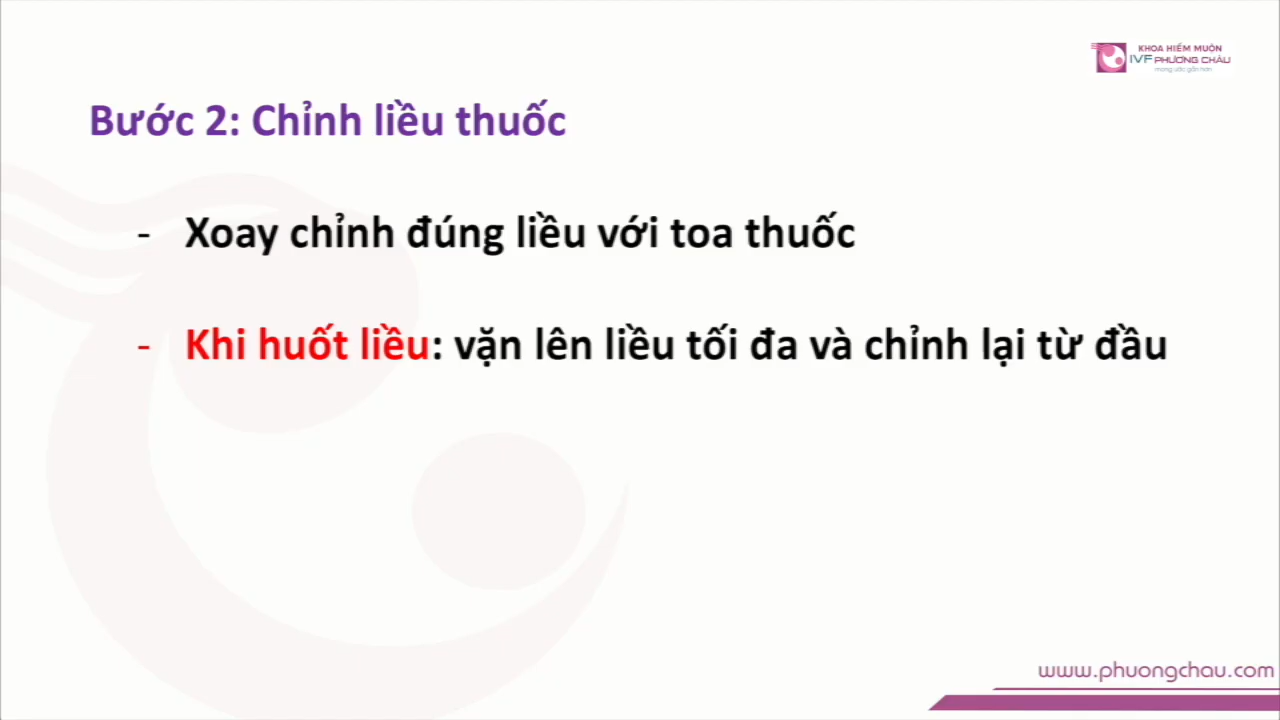 KHOA HIẾM MUỘN
IVF PHƯƠNG CHÂU
mong ước gần hơn
Bước 2: Chỉnh liều thuốc
- Xoay chỉnh đúng liều với toa thuốc
- Khi huốt liều: vặn lên liều tối đa và chỉnh lại từ đầu
www.phuongchau.com